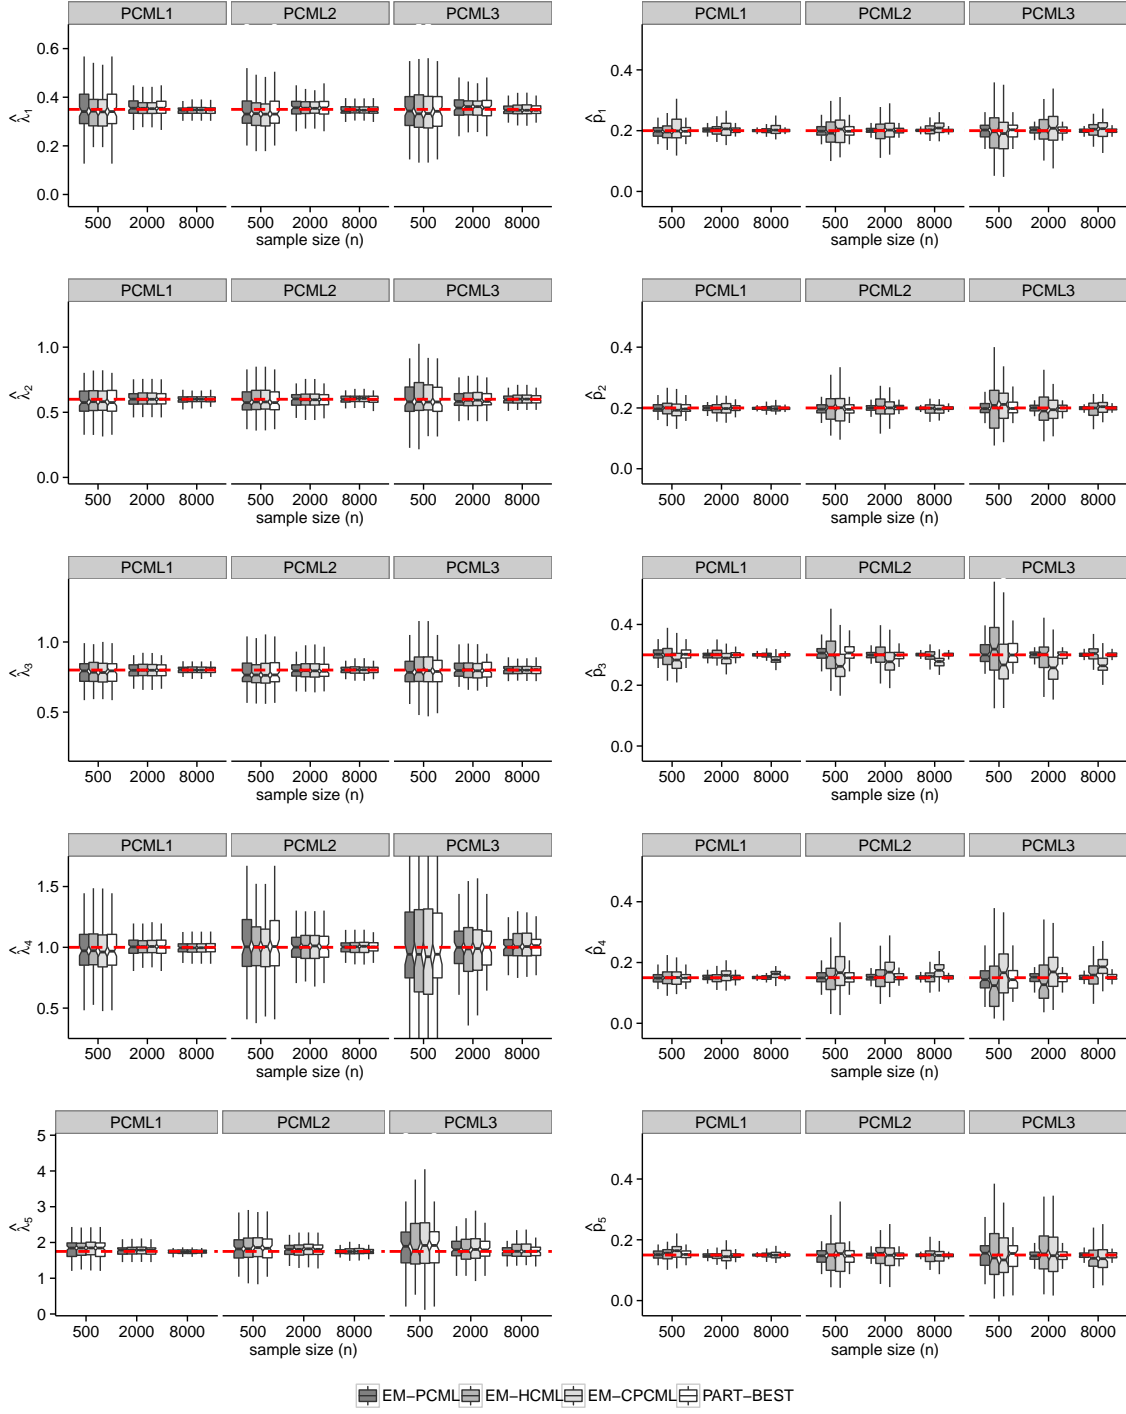 PCML1 PCML2 PCML3 PCML1 PCML2 PCML3
0.6
0.4
0.2
0.0
λ̂₁
500 2000 8000 500 2000 8000 500 2000 8000
sample size (n)
0.4
0.2
0.0
p̂₁
500 2000 8000 500 2000 8000 500 2000 8000
sample size (n)
PCML1 PCML2 PCML3 PCML1 PCML2 PCML3
1.0
0.5
0.0
λ̂₂
500 2000 8000 500 2000 8000 500 2000 8000
sample size (n)
0.4
0.2
0.0
p̂₂
500 2000 8000 500 2000 8000 500 2000 8000
sample size (n)
PCML1 PCML2 PCML3 PCML1 PCML2 PCML3
1.0
0.5
λ̂₃
500 2000 8000 500 2000 8000 500 2000 8000
sample size (n)
0.4
0.2
0.0
p̂₃
500 2000 8000 500 2000 8000 500 2000 8000
sample size (n)
PCML1 PCML2 PCML3 PCML1 PCML2 PCML3
1.5
1.0
0.5
λ̂₄
500 2000 8000 500 2000 8000 500 2000 8000
sample size (n)
0.4
0.2
0.0
p̂₄
500 2000 8000 500 2000 8000 500 2000 8000
sample size (n)
PCML1 PCML2 PCML3 PCML1 PCML2 PCML3
5
4
3
2
1
0
λ̂₅
500 2000 8000 500 2000 8000 500 2000 8000
sample size (n)
0.4
0.2
0.0
p̂₅
500 2000 8000 500 2000 8000 500 2000 8000
sample size (n)
EM−PCML EM−HCML EM−CPCML PART−BEST